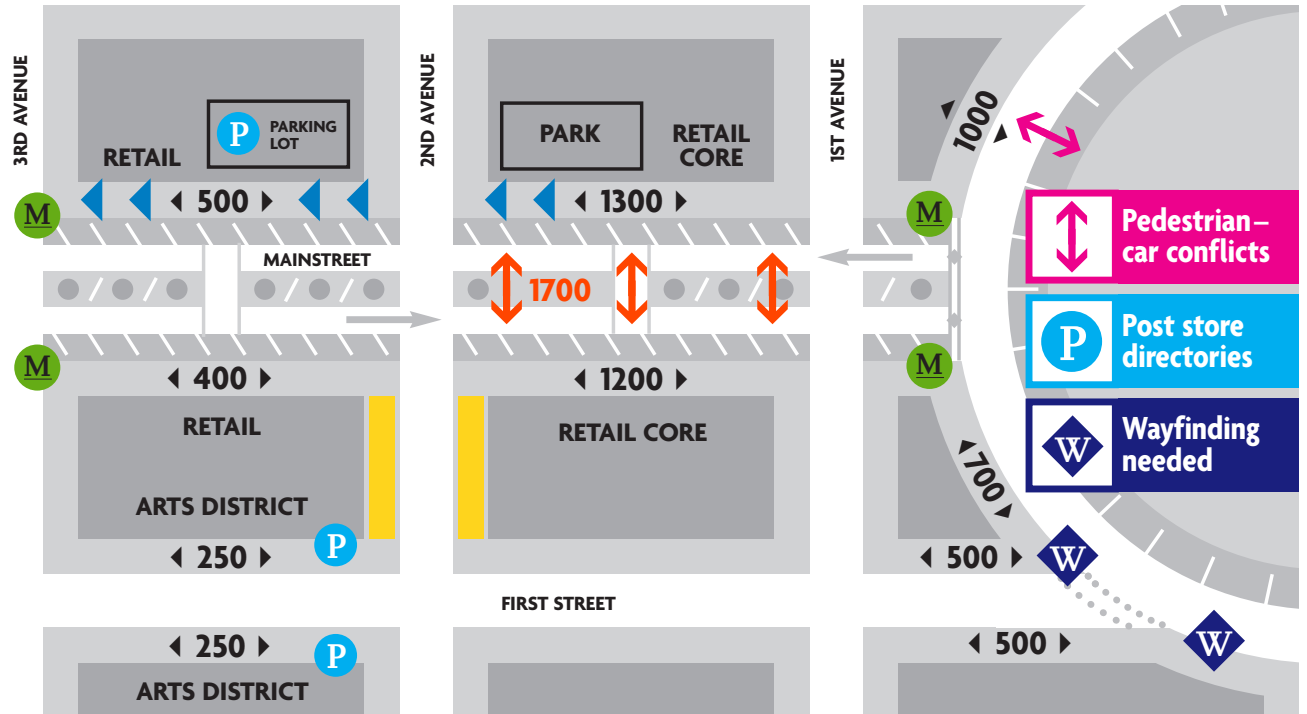 3RD AVENUE
2ND AVENUE
1ST AVENUE
P
PARKING
LOT
RETAIL
PARK
RETAIL
CORE
1000
M
500
1300
M
MAINSTREET
1700
M
400
1200
M
RETAIL
RETAIL CORE
700
ARTS DISTRICT
P
250
500
W
FIRST STREET
250
P
500
W
ARTS DISTRICT
Pedestrian–
car conflicts
P
Post store
directories
W
Wayfinding
needed